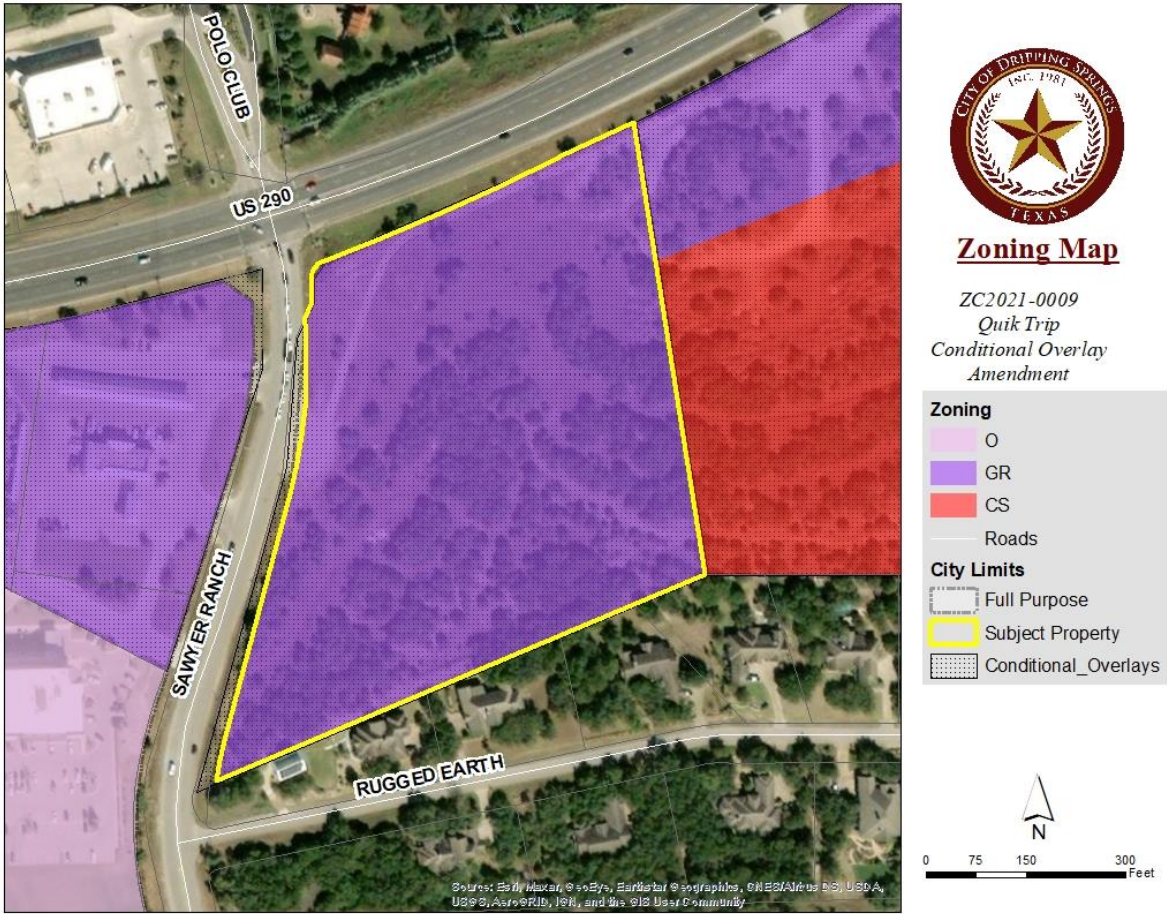 POLO CLUB
US 290
SAWYER RANCH
RUGGED EARTH
Source: Esri, Maxar, GeoEye, Earthstar Geographics, CNES/Airbus DS, USDA,
USGS, AeroGRID, IGN, and the GIS User Community
CITY OF DRIPPING SPRINGS
INC. 1981
TEXAS
Zoning Map
ZC2021-0009
Quik Trip
Conditional Overlay
Amendment
Zoning
O
GR
CS
Roads
City Limits
Full Purpose
Subject Property
Conditional_Overlays
N
0 75 150 300
Feet